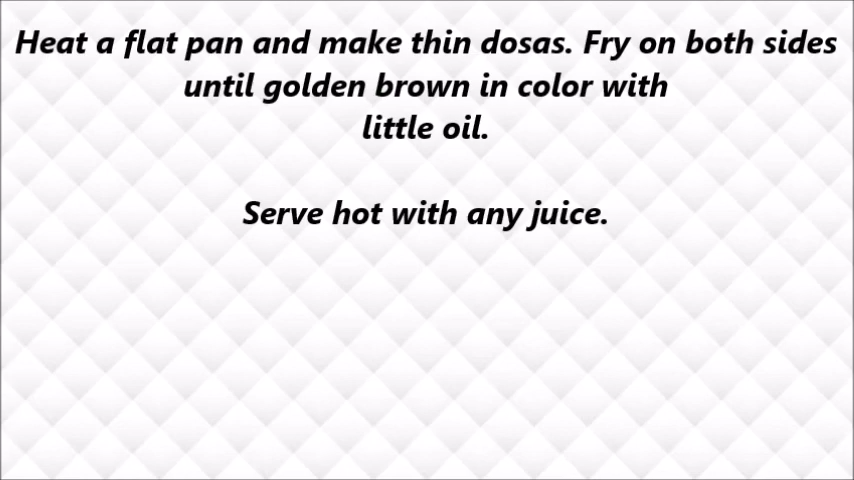 Heat a flat pan and make thin dosas. Fry on both sides
until golden brown in color with
little oil.
Serve hot with any juice.